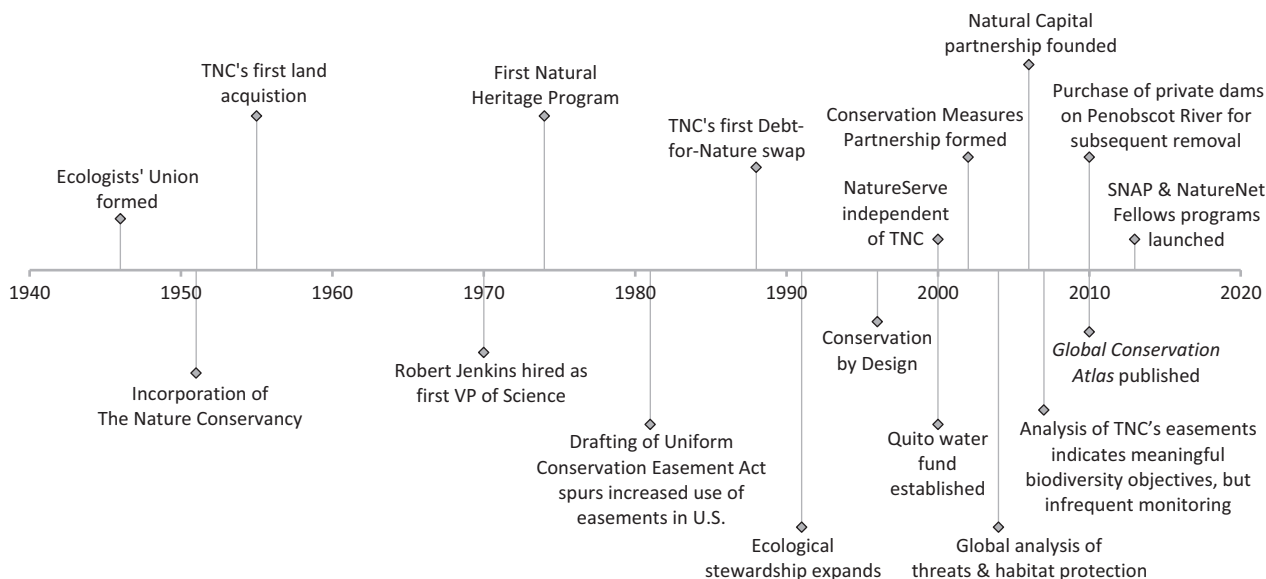 Natural Capital
partnership founded
TNC's first land
acquistion
First Natural
Heritage Program
Purchase of private dams
on Penobscot River for
subsequent removal
Conservation Measures
Partnership formed
TNC's first Debt-
for-Nature swap
Ecologists' Union
formed
NatureServe
independent
of TNC
SNAP & NatureNet
Fellows programs
launched
1940 1950 1960 1970 1980 1990 2000 2010 2020
Conservation
by Design
Global Conservation
Atlas published
Robert Jenkins hired as
first VP of Science
Incorporation of
The Nature Conservancy
Drafting of Uniform
Conservation Easement Act
spurs increased use of
easements in U.S.
Quito water
fund
established
Analysis of TNC’s easements
indicates meaningful
biodiversity objectives, but
infrequent monitoring
Ecological
stewardship expands
Global analysis of
threats & habitat protection